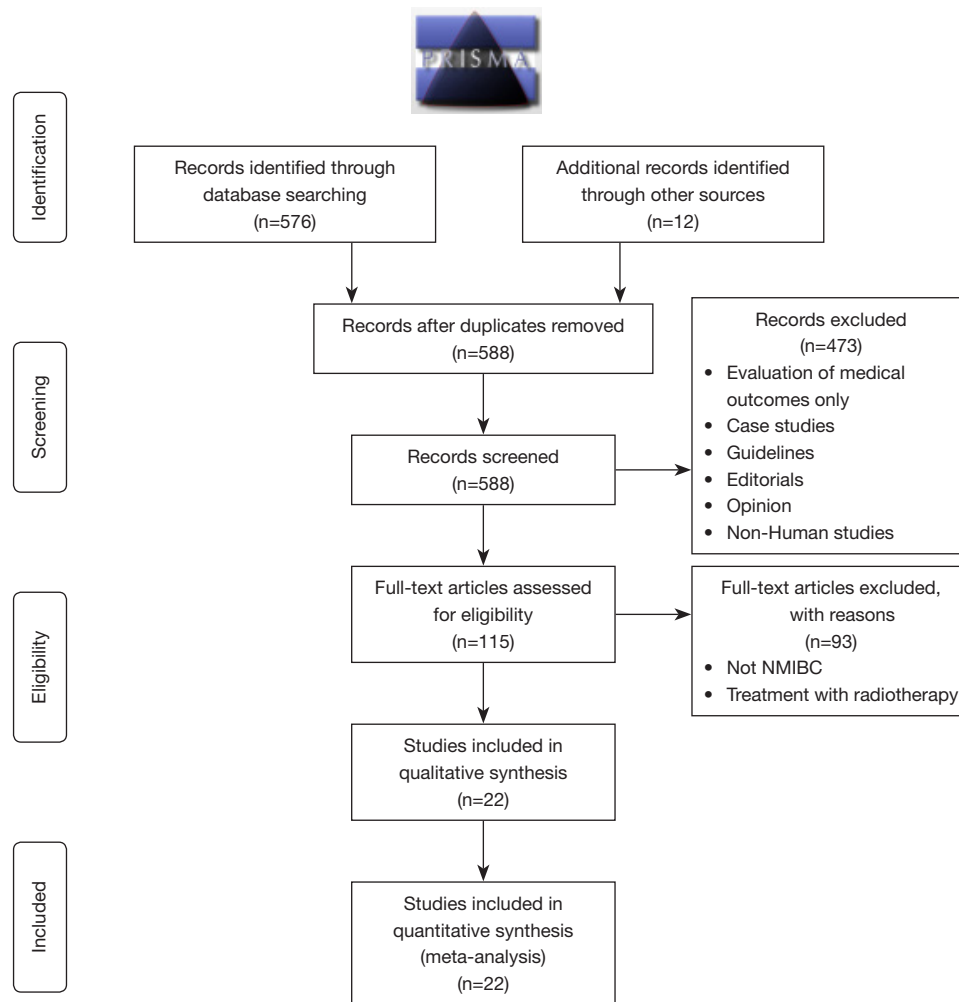 PRISMA
Identification
Records identified through
database searching
(n=576)
Additional records identified
through other sources
(n=12)
Records after duplicates removed
(n=588)
Screening
Records screened
(n=588)
Records excluded
(n=473)
• Evaluation of medical
outcomes only
• Case studies
• Guidelines
• Editorials
• Opinion
• Non-Human studies
Eligibility
Full-text articles assessed
for eligibility
(n=115)
Full-text articles excluded,
with reasons
(n=93)
• Not NMIBC
• Treatment with radiotherapy
Studies included in
qualitative synthesis
(n=22)
Included
Studies included in
quantitative synthesis
(meta-analysis)
(n=22)